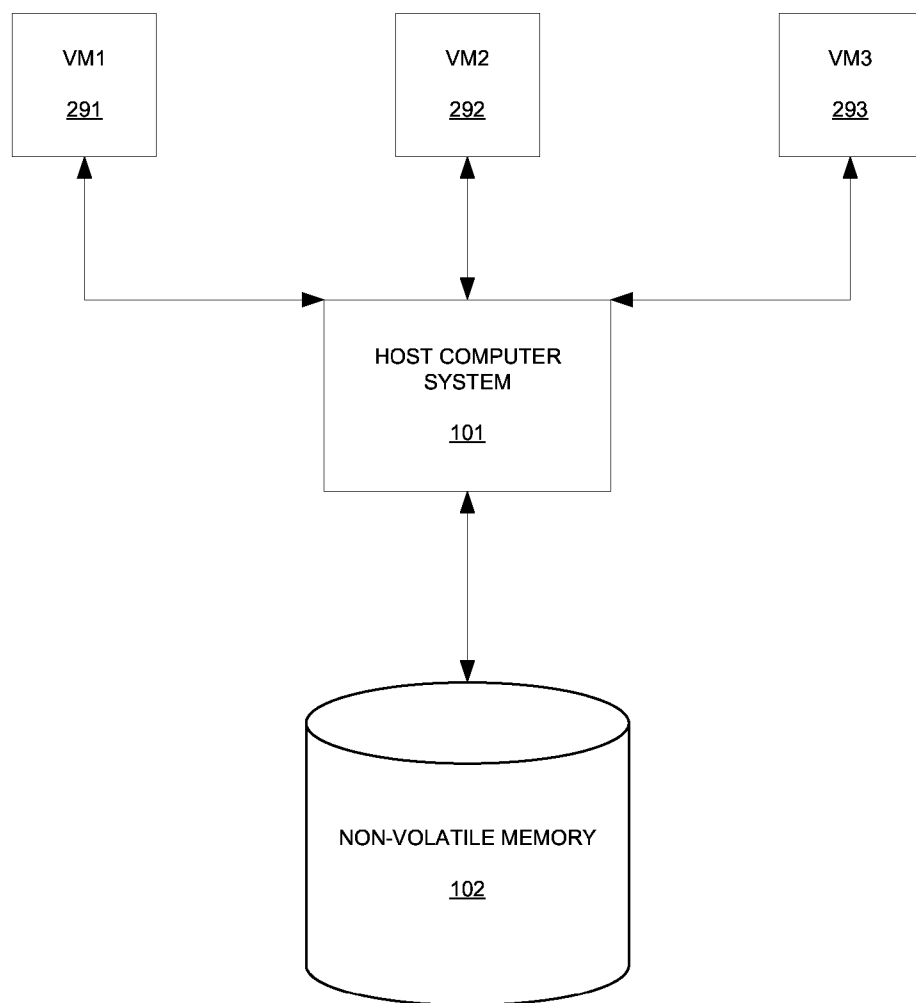 VM1
291
VM2
292
VM3
293
HOST COMPUTER
SYSTEM
101
NON-VOLATILE MEMORY
102